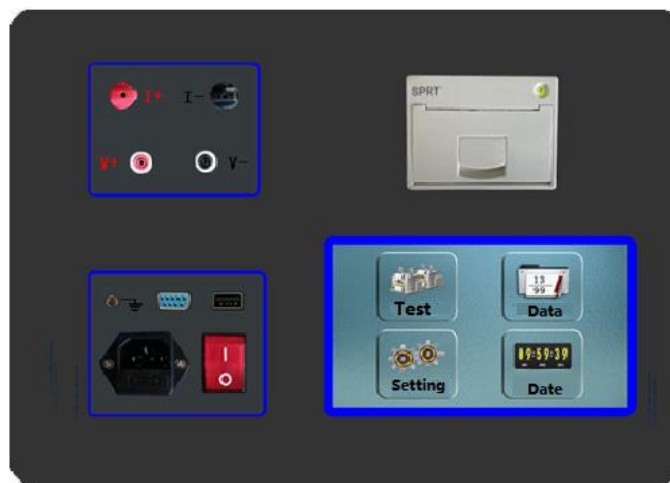 I+ I-
V+ V-
SPRT
Test
Data
Setting
Date
13
'99
09:59:39
I
O